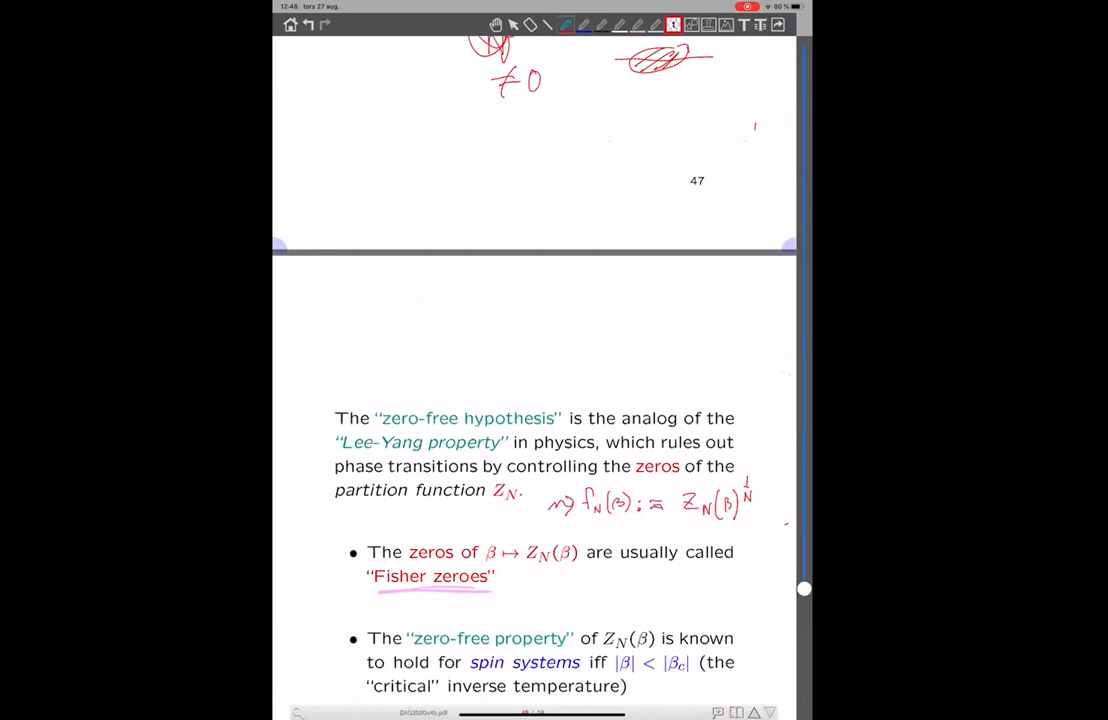 12:48 tors 27 aug.
80 %
≠ 0
47
The “zero-free hypothesis” is the analog of the
“Lee-Yang property” in physics, which rules out
phase transitions by controlling the zeros of the
partition function Z_N.
f_N(β) := Z_N(β)^{1/N}
• The zeros of β ↦ Z_N(β) are usually called
“Fisher zeroes”
• The “zero-free property” of Z_N(β) is known
to hold for spin systems iff |β| < |β_c| (the
“critical” inverse temperature)